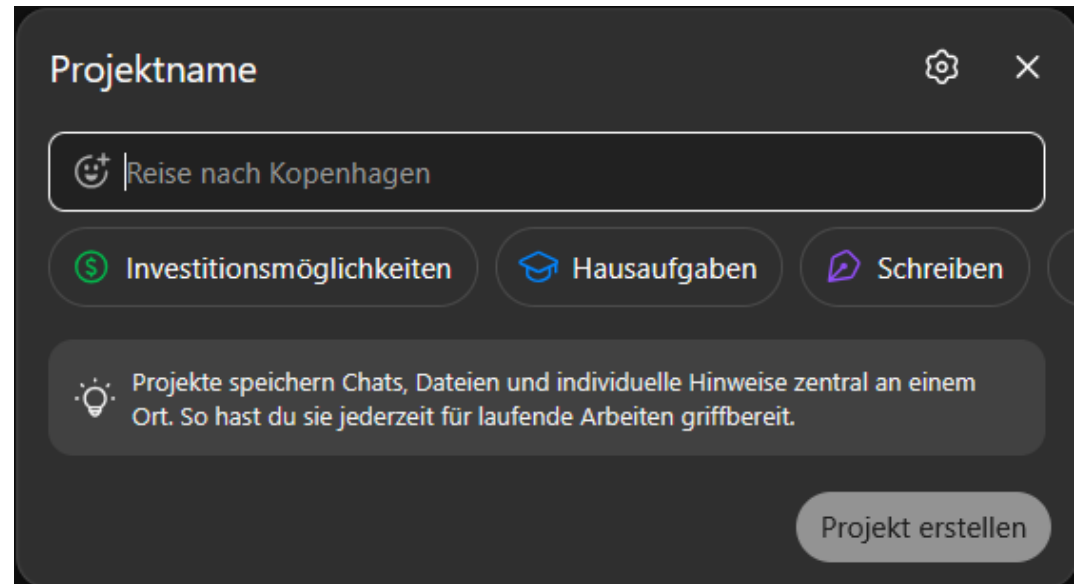 Projektname
Reise nach Kopenhagen
Investitionsmöglichkeiten Hausaufgaben Schreiben
Projekte speichern Chats, Dateien und individuelle Hinweise zentral an einem
Ort. So hast du sie jederzeit für laufende Arbeiten griffbereit.
Projekt erstellen